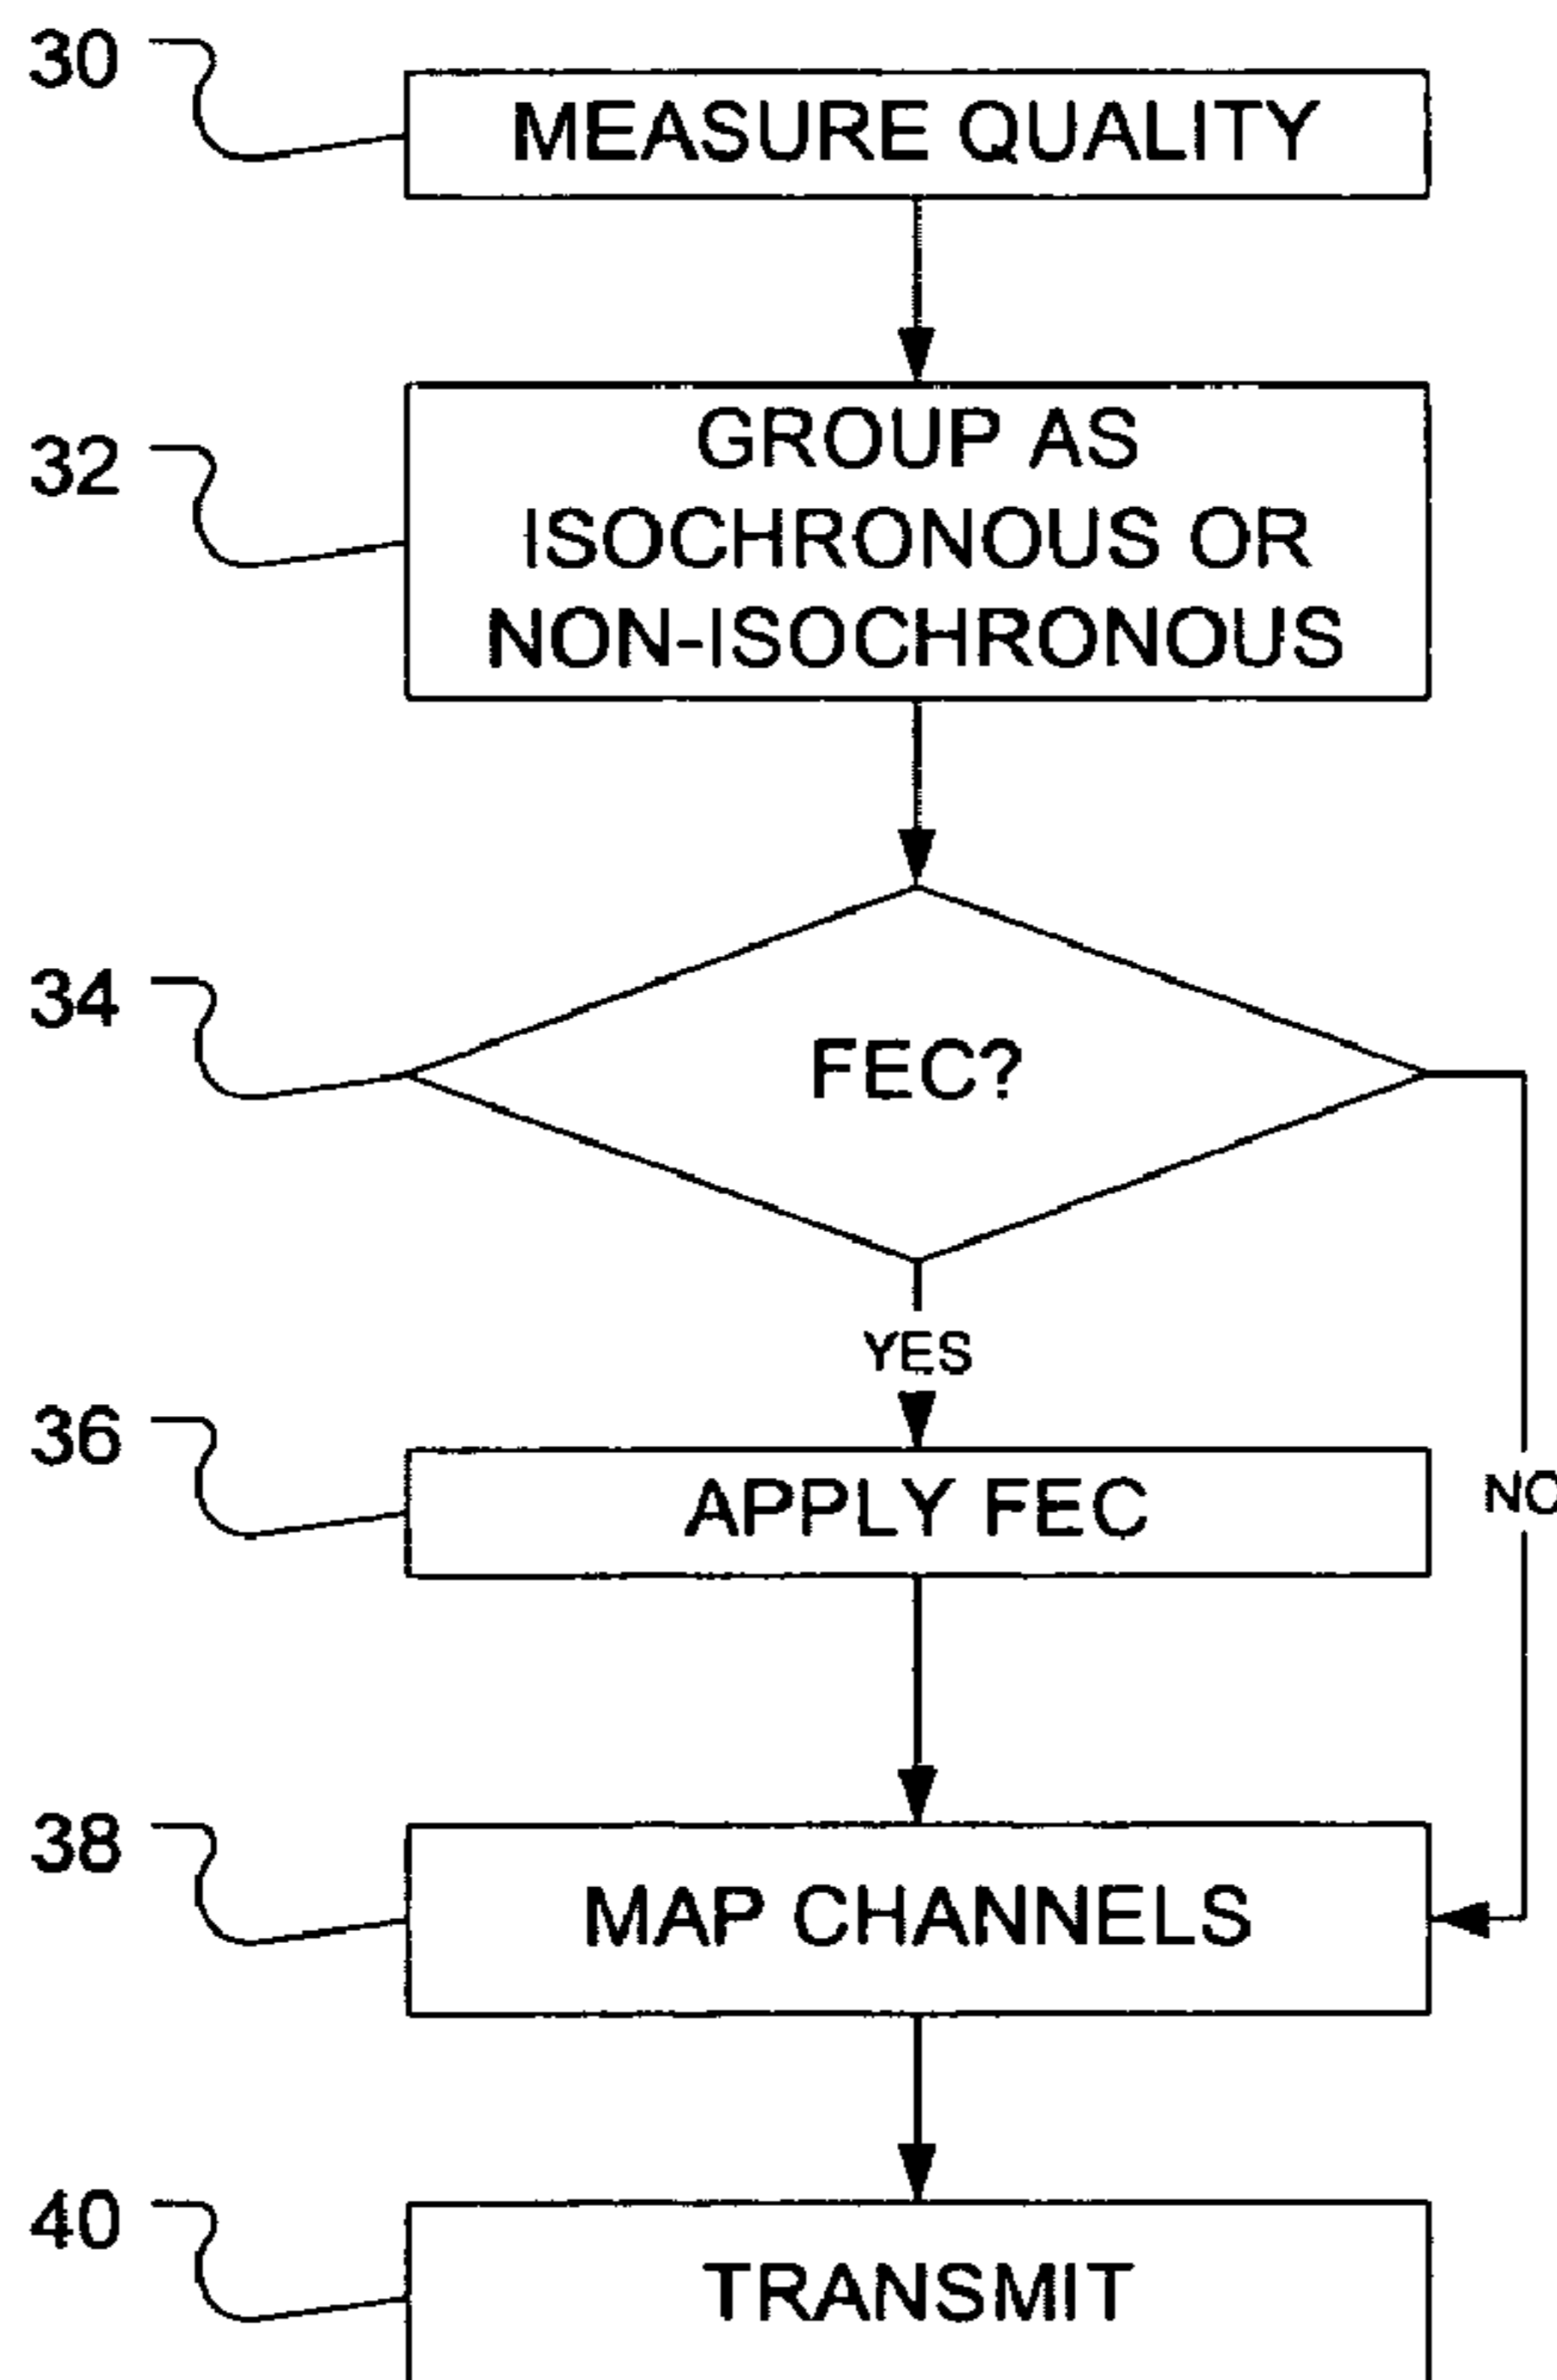 30
MEASURE QUALITY
32
GROUP AS
ISOCHRONOUS OR
NON-ISOCHRONOUS
34
FEC?
YES
36
APPLY FEC
NO
38
MAP CHANNELS
40
TRANSMIT